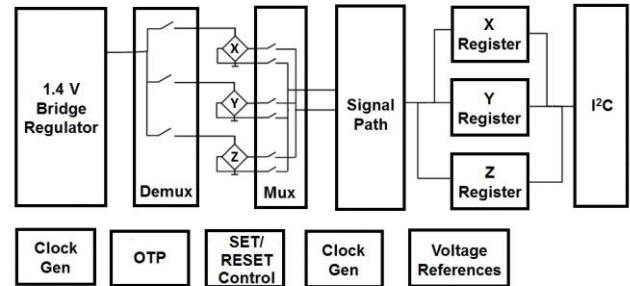 1.4 V
Bridge
Regulator
Demux
X
Y
Z
Mux
Signal
Path
X
Register
Y
Register
Z
Register
I²C
Clock
Gen
OTP
SET/
RESET
Control
Clock
Gen
Voltage
References